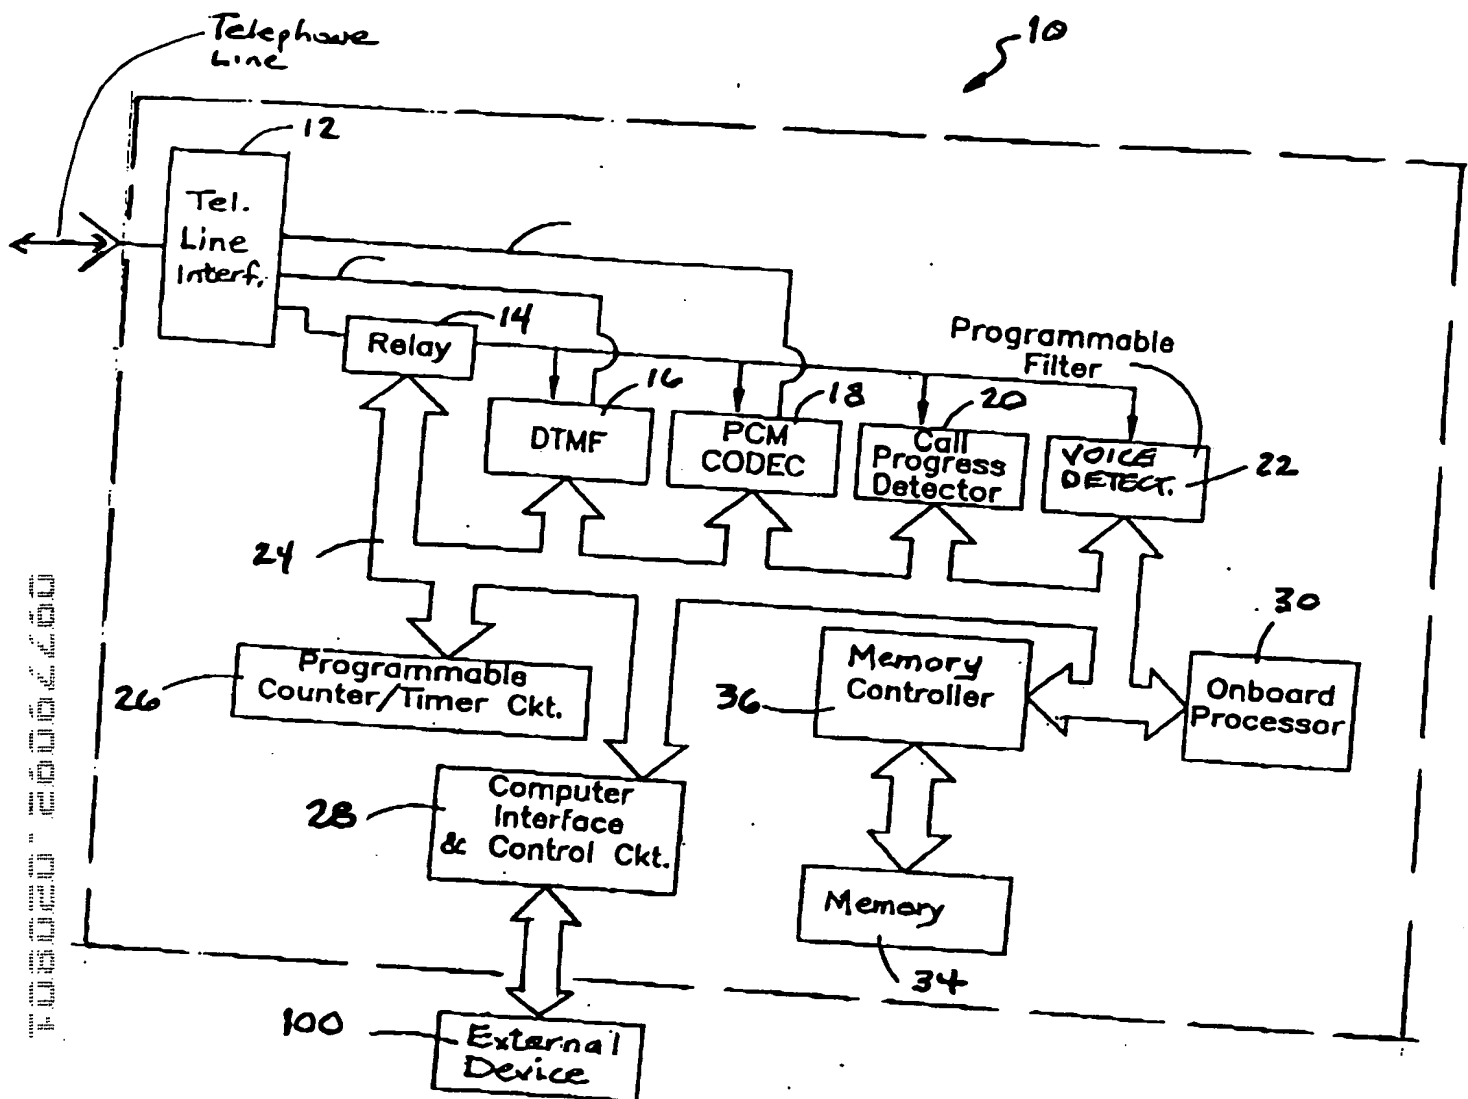 Telephone
Line
10
12
Tel.
Line
Interf.
14
Relay
Programmable
Filter
16
DTMF
18
PCM
CODEC
20
Call
Progress
Detector
VOICE
DETECT.
22
24
26
Programmable
Counter/Timer Ckt.
36
Memory
Controller
30
Onboard
Processor
28
Computer
Interface
& Control Ckt.
Memory
34
100
External
Device